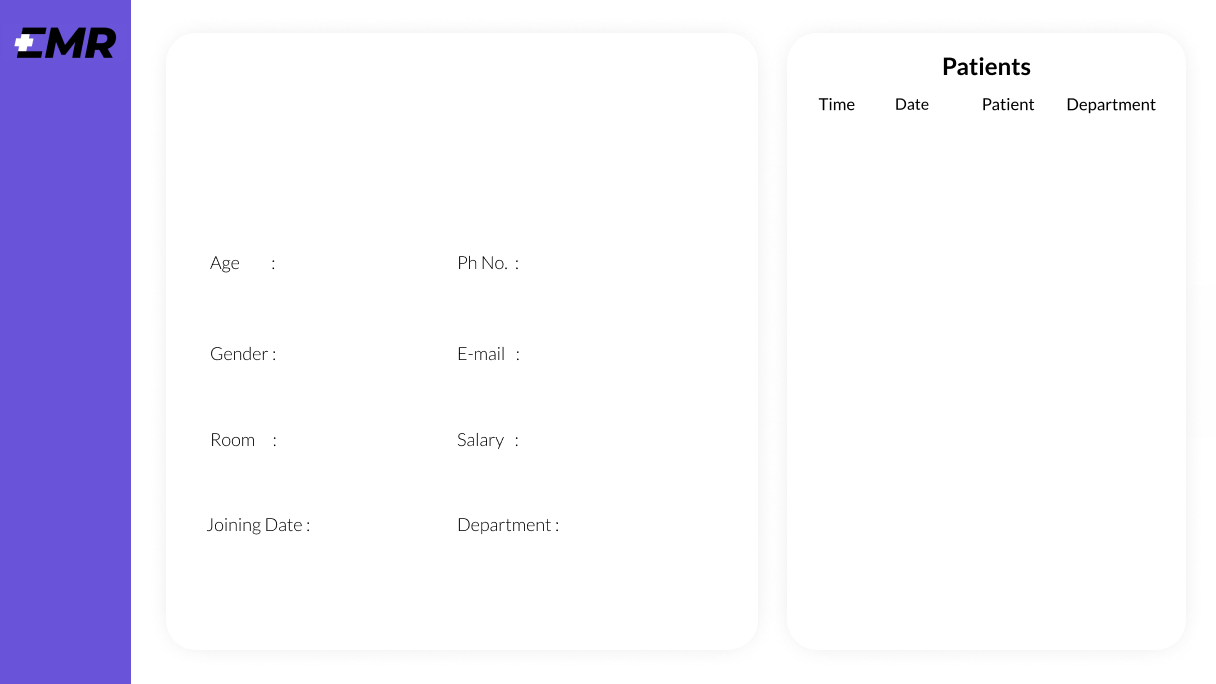 EMR
Age :
Ph No. :
Gender :
E-mail :
Room :
Salary :
Joining Date :
Department :
Patients
Time Date Patient Department